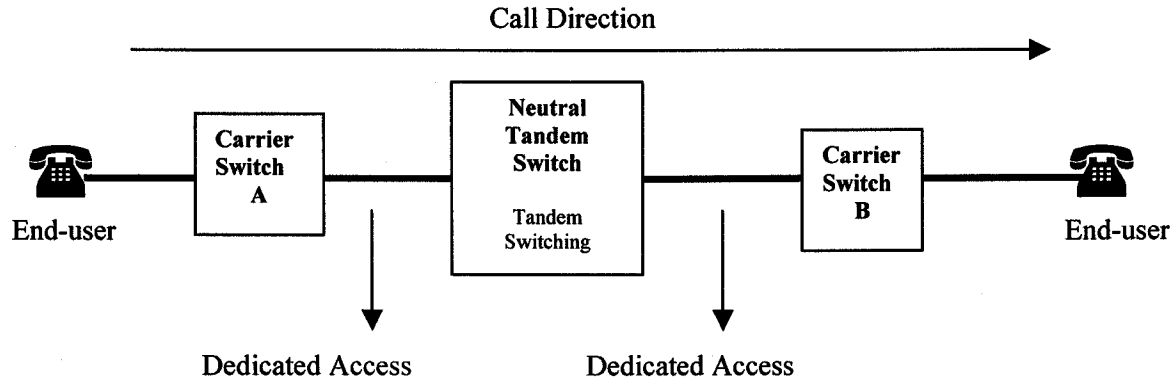 Call Direction
Neutral
Tandem
Switch
Tandem
Switching
Carrier
Switch
A
Carrier
Switch
B
End-user
End-user
Dedicated Access
Dedicated Access